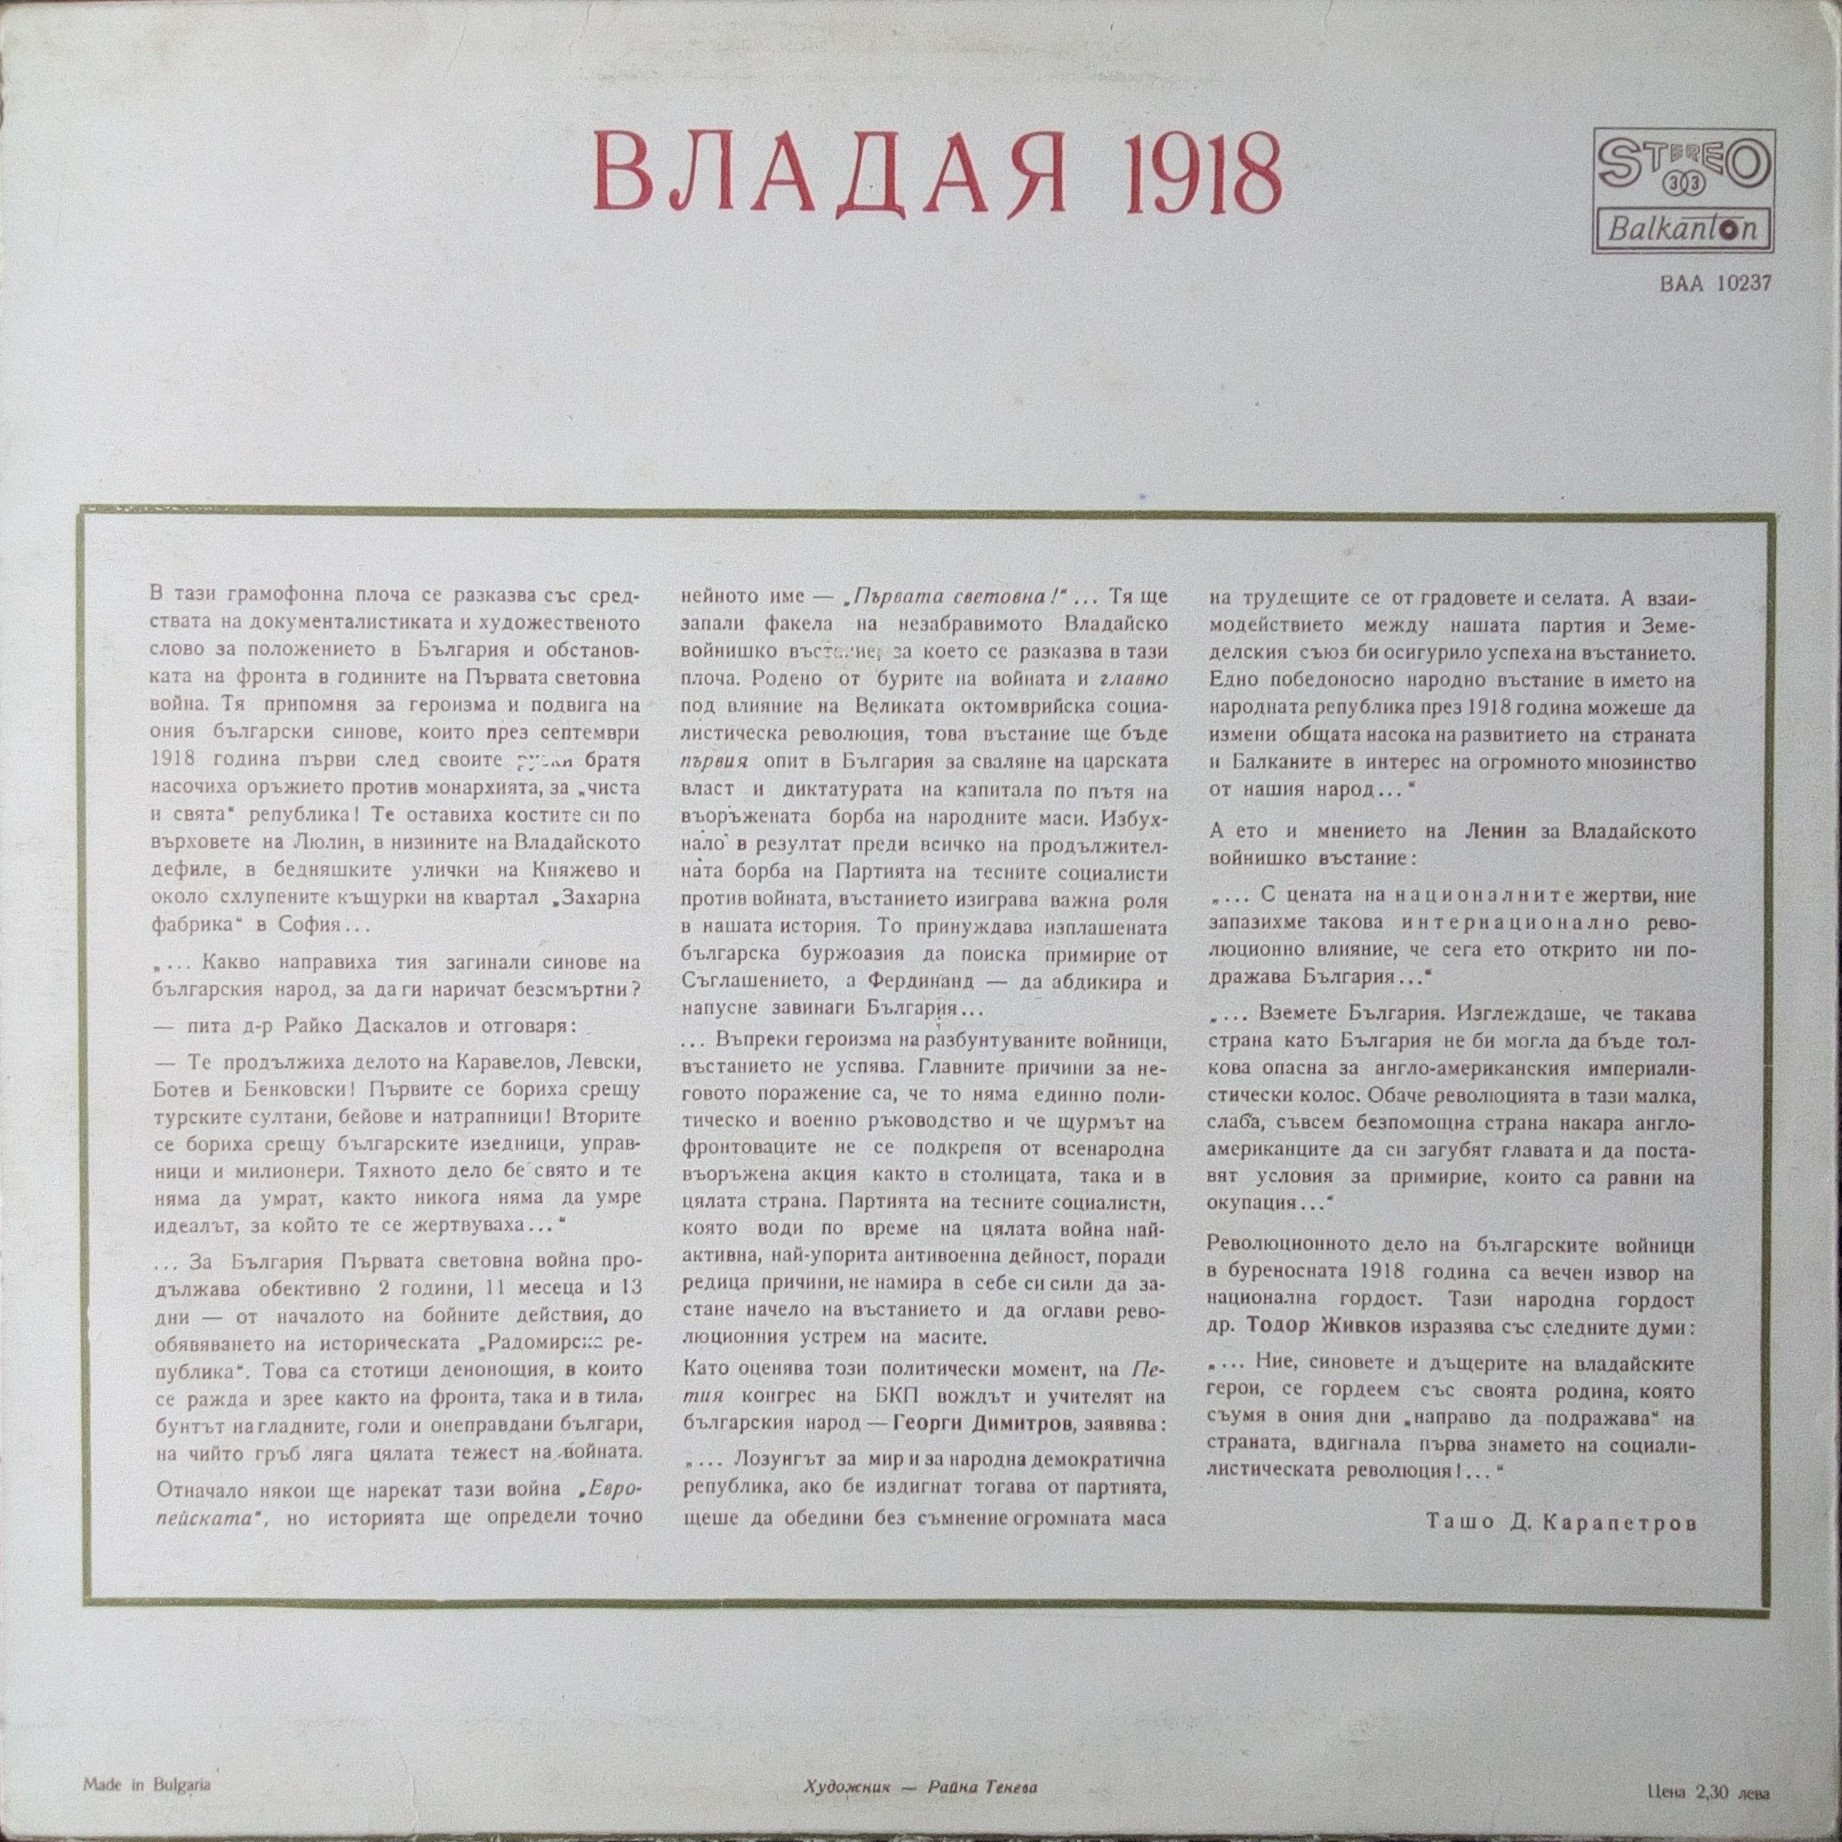 ВЛАДАЯ 1918
STEREO
33
Balkanton
ВАА 10237
В тази грамофонна плоча се разказва със сред-
ствата на документалистиката и художественото
слово за положението в България и обстанов-
ката на фронта в годините на Първата световна
война. Тя припомня за героизма и подвига на
ония български синове, които през септември
1918 година първи след своите руски братя
насочиха оръжието против монархията, за „чиста
и свята“ република! Те оставиха костите си по
върховете на Люлин, в низините на Владайското
дефиле, в бедняшките улички на Княжево и
около схлупените къщурки на квартал „Захарна
фабрика“ в София...
„... Какво направиха тия загинали синове на
българския народ, за да ги наричат безсмъртни?
— пита д-р Райко Даскалов и отговаря:
— Те продължиха делото на Каравелов, Левски,
Ботев и Бенковски! Първите се бориха срещу
турските султани, бейове и натрапници! Вторите
се бориха срещу българските изедници, управ-
ници и милионери. Тяхното дело бе свято и те
няма да умрат, както никога няма да умре
идеалът, за който те се жертвуваха...“
... За България Първата световна война про-
дължава обективно 2 години, 11 месеца и 13
дни — от началото на бойните действия, до
обявяването на историческата „Радомирска ре-
публика“. Това са стотици денонощия, в които
се ражда и зрее както на фронта, така и в тила,
бунтът на гладните, голи и онеправдани българи,
на чийто гръб ляга цялата тежест на войната.
Отначало някои ще нарекат тази война „Евро-
пейската“, но историята ще определи точно
нейното име — „Първата световна!“... Тя ще
запали факела на незабравимото Владайско
войнишко въстание, за което се разказва в тази
плоча. Родено от бурите на войната и главно
под влияние на Великата октомврийска социа-
листическа революция, това въстание ще бъде
първия опит в България за сваляне на царската
власт и диктатурата на капитала по пътя на
въоръжената борба на народните маси. Избух-
нало в резултат преди всичко на продължител-
ната борба на Партията на тесните социалисти
против войната, въстанието изиграва важна роля
в нашата история. То принуждава изплашената
българска буржоазия да поиска примирие от
Съглашението, а Фердинанд — да абдикира и
напусне завинаги България...
... Въпреки героизма на разбунтуваните войници,
въстанието не успява. Главните причини за не-
говото поражение са, че то няма единно поли-
тическо и военно ръководство и че щурмът на
фронтоваците не се подкрепя от всенародна
въоръжена акция както в столицата, така и в
цялата страна. Партията на тесните социалисти,
която води по време на цялата война най-
активна, най-упорита антивоенна дейност, поради
редица причини, не намира в себе си сили да за-
стане начело на въстанието и да оглави рево-
люционния устрем на масите.
Като оценява този политически момент, на Пе-
тия конгрес на БКП вождът и учителят на
българския народ — Георги Димитров, заявява:
„... Лозунгът за мир и за народна демократична
република, ако бе издигнат тогава от партията,
щеше да обедини без съмнение огромната маса
на трудещите се от градовете и селата. А взаи-
модействието между нашата партия и Земе-
делския съюз би осигурило успеха на въстанието.
Едно победоносно народно въстание в името на
народната република през 1918 година можеше да
измени общата насока на развитието на страната
и Балканите в интерес на огромното мнозинство
от нашия народ...“
А ето и мнението на Ленин за Владайското
войнишко въстание:
„... С цената на националните жертви, ние
запазихме такова интернационално рево-
люционно влияние, че сега ето открито ни по-
дражава България...“
„... Вземете България. Изглеждаше, че такава
страна като България не би могла да бъде тол-
кова опасна за англо-американския империали-
стически колос. Обаче революцията в тази малка,
слаба, съвсем безпомощна страна накара англо-
американците да си загубят главата и да поста-
вят условия за примирие, които са равни на
окупация...“
Революционното дело на българските войници
в буреносната 1918 година са вечен извор на
национална гордост. Тази народна гордост
др. Тодор Живков изразява със следните думи:
„... Ние, синовете и дъщерите на владайските
герои, се гордеем със своята родина, която
съумя в ония дни „направо да подражава“ на
страната, вдигнала първа знамето на социали-
листическата революция!...“
Ташо Д. Карапетров
Made in Bulgaria
Художник — Райна Тенева
Цена 2,30 лева